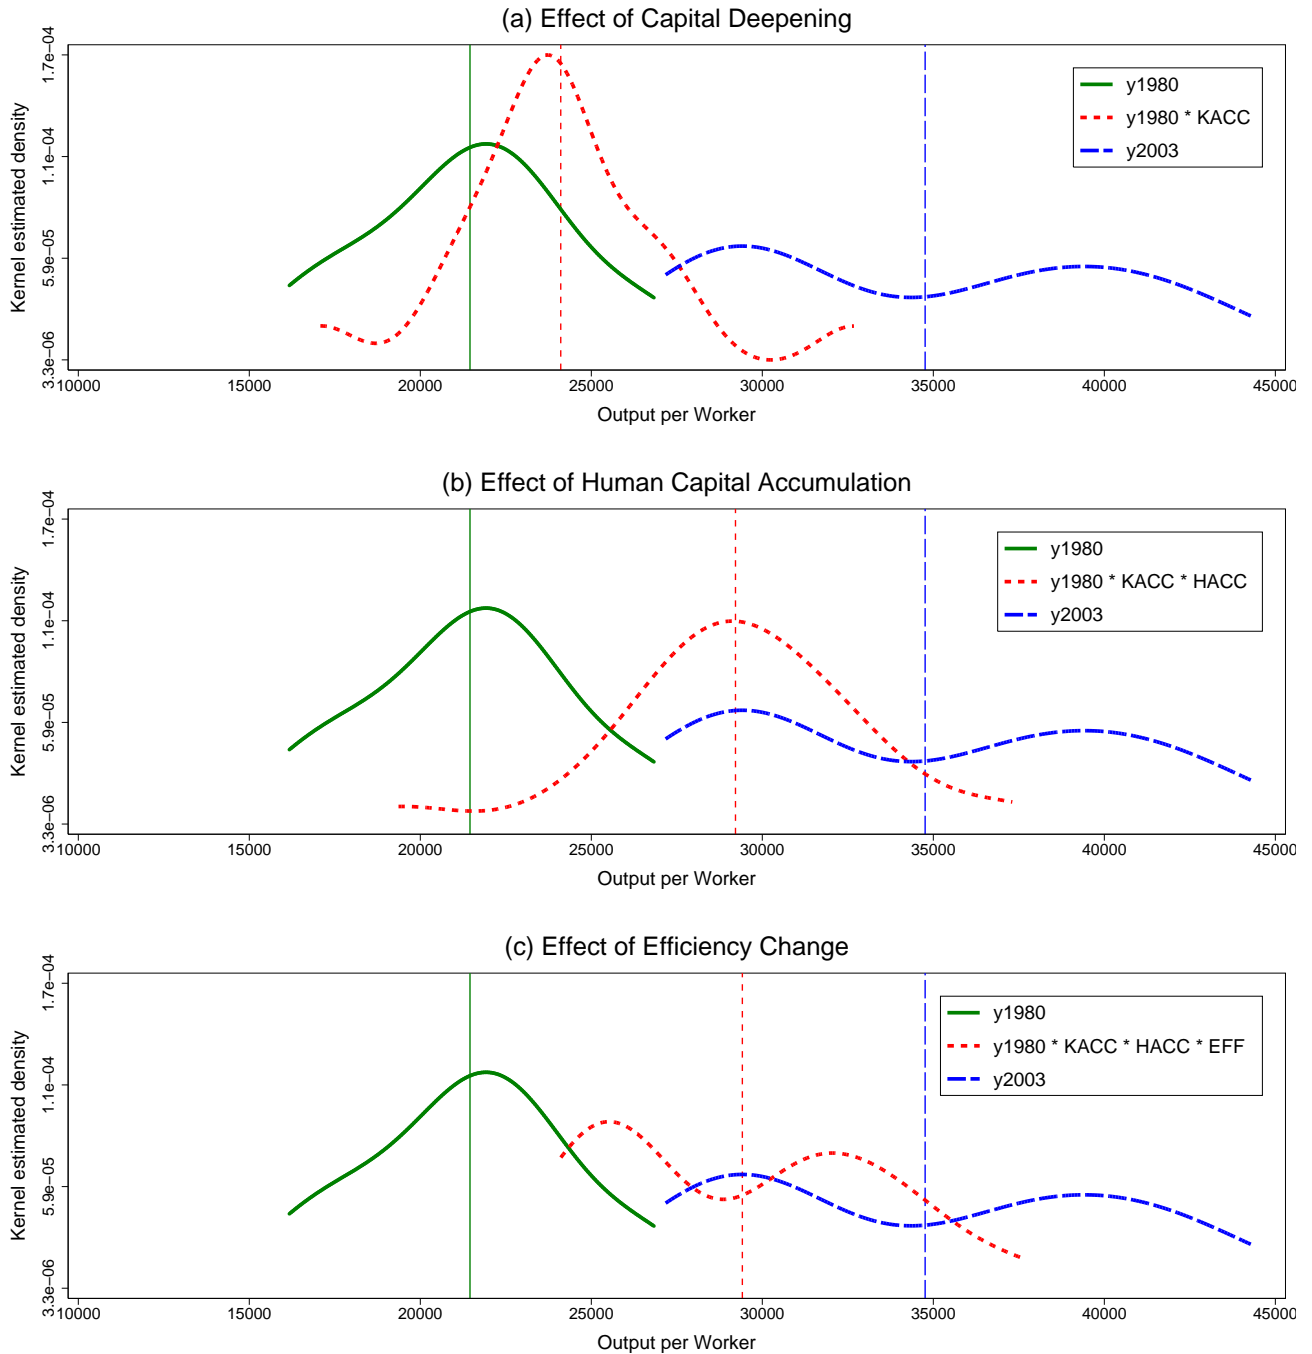 (a) Effect of Capital Deepening
Kernel estimated density
1.7e−04
1.1e−04
5.9e−05
3.3e−06
y1980
y1980 * KACC
y2003
10000 15000 20000 25000 30000 35000 40000 45000
Output per Worker
(b) Effect of Human Capital Accumulation
Kernel estimated density
1.7e−04
1.1e−04
5.9e−05
3.3e−06
y1980
y1980 * KACC * HACC
y2003
10000 15000 20000 25000 30000 35000 40000 45000
Output per Worker
(c) Effect of Efficiency Change
Kernel estimated density
1.7e−04
1.1e−04
5.9e−05
3.3e−06
y1980
y1980 * KACC * HACC * EFF
y2003
10000 15000 20000 25000 30000 35000 40000 45000
Output per Worker